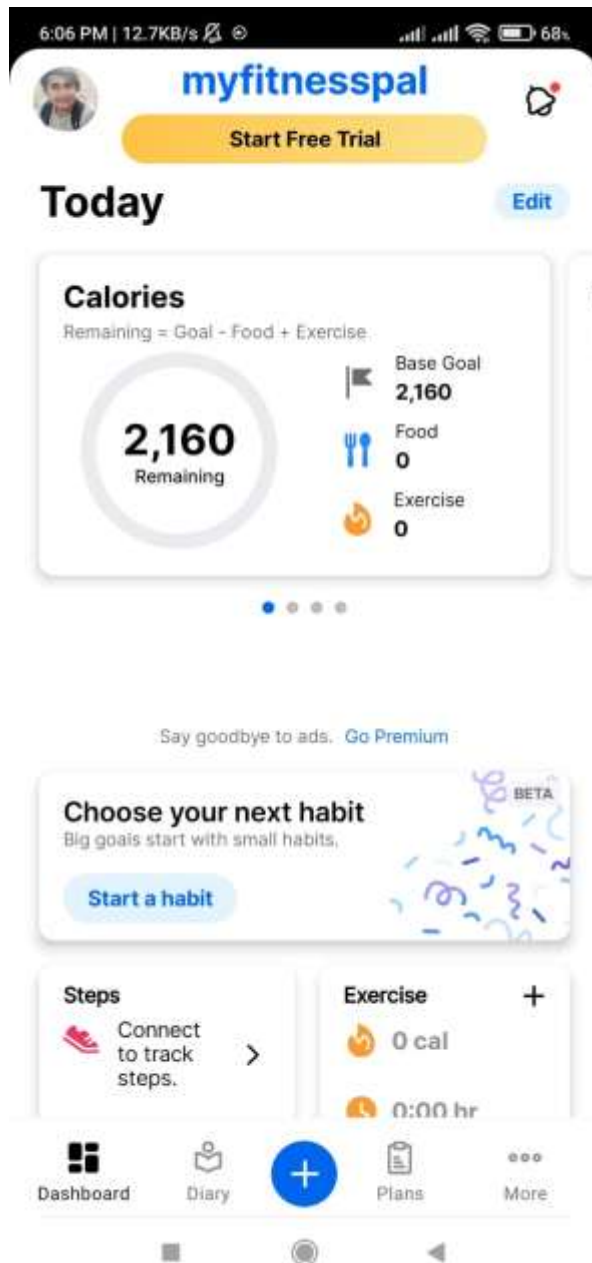 6:06 PM | 12.7KB/s 68%
myfitnesspal
Start Free Trial
Today
Edit
Calories
Remaining = Goal - Food + Exercise
2,160
Remaining
Base Goal
2,160
Food
0
Exercise
0
Say goodbye to ads. Go Premium
Choose your next habit
BETA
Big goals start with small habits.
Start a habit
Steps
Connect
to track
steps.
Exercise
0 cal
0:00 hr
Dashboard
Diary
Plans
More